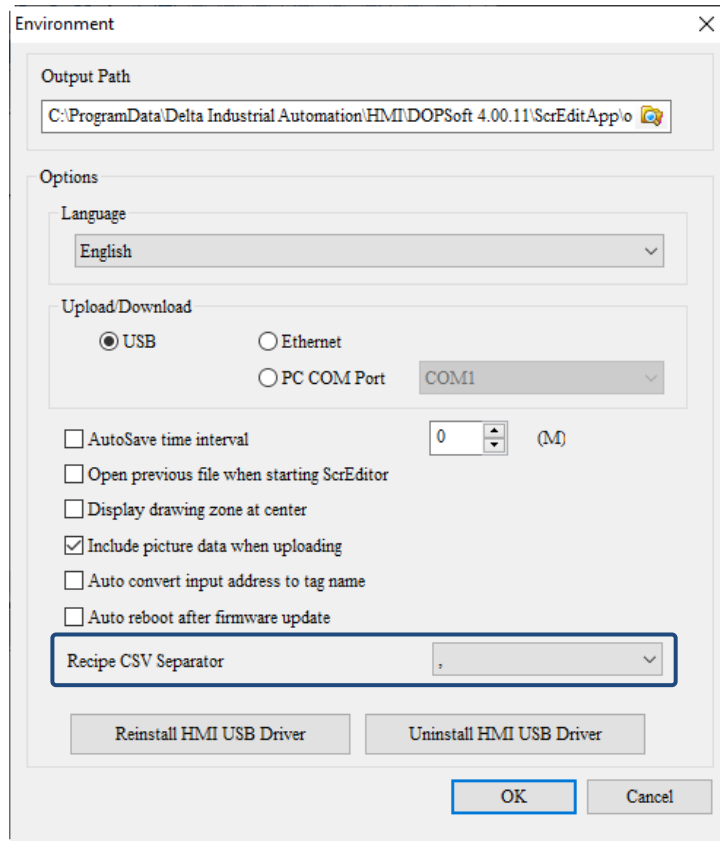 Environment
Output Path
C:\ProgramData\Delta Industrial Automation\HMI\DOPSoft 4.00.11\ScrEditApp\o
Options
Language
English
Upload/Download
USB
Ethernet
PC COM Port
COM1
AutoSave time interval
0
(M)
Open previous file when starting ScrEditor
Display drawing zone at center
Include picture data when uploading
Auto convert input address to tag name
Auto reboot after firmware update
Recipe CSV Separator
,
Reinstall HMI USB Driver
Uninstall HMI USB Driver
OK
Cancel